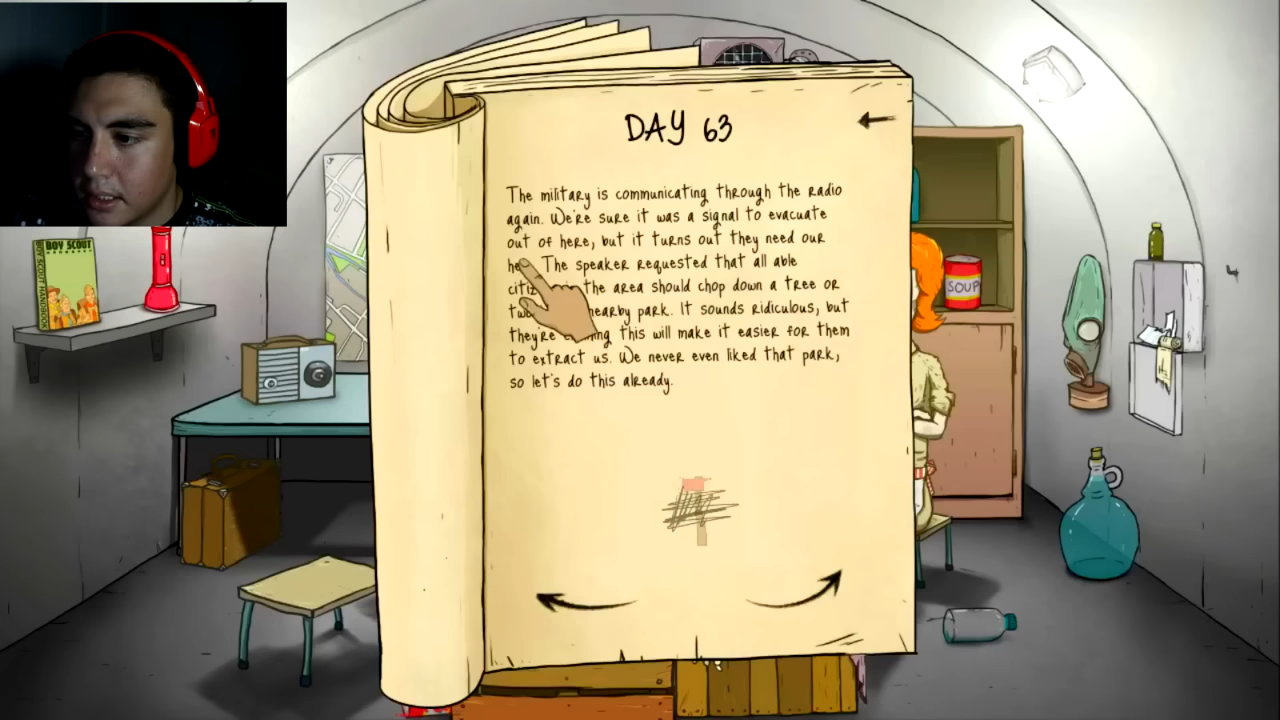 DAY 63
The military is communicating through the radio
again. We're sure it was a signal to evacuate
out of here, but it turns out they need our
The speaker requested that all able
the area should chop down a tree or
nearby park. It sounds ridiculous, but
they're this will make it easier for them
to extract us. We never even liked that park,
so let's do this already.
BOY SCOUT
BOY SCOUT HANDBOOK
SOUP